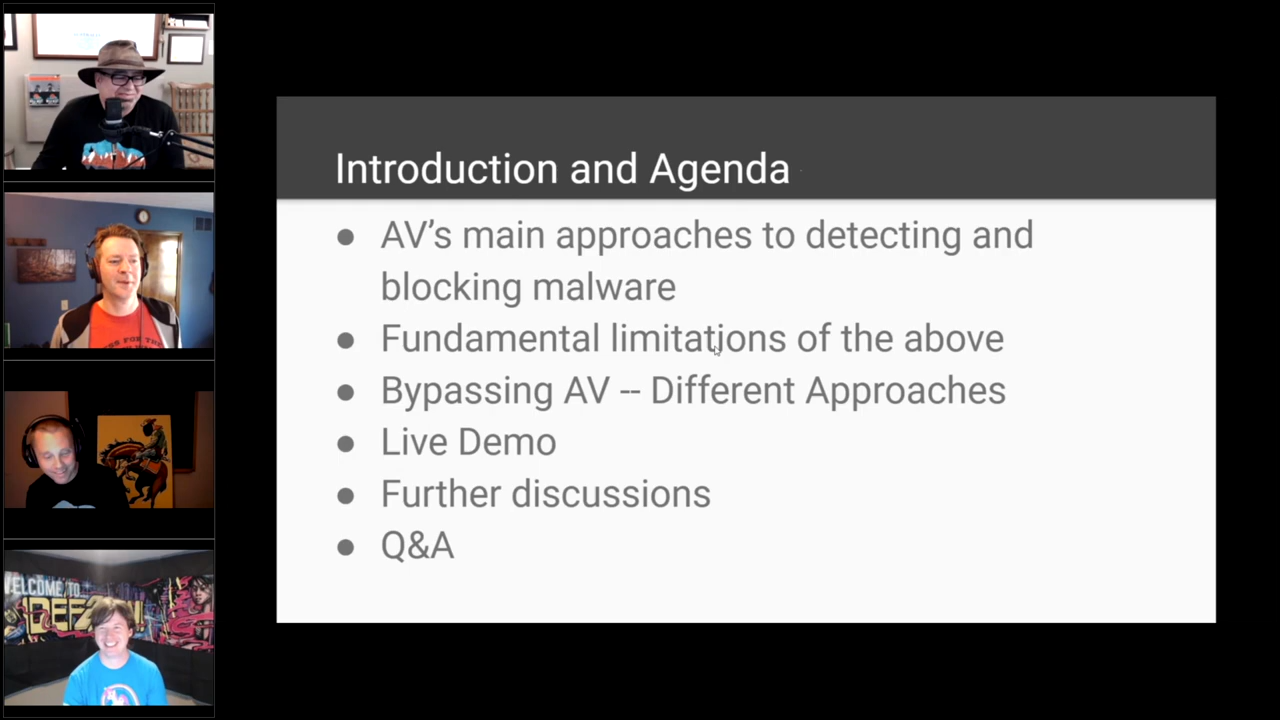 Introduction and Agenda
● AV’s main approaches to detecting and
blocking malware
● Fundamental limitations of the above
● Bypassing AV -- Different Approaches
● Live Demo
● Further discussions
● Q&A
WELCOME TO